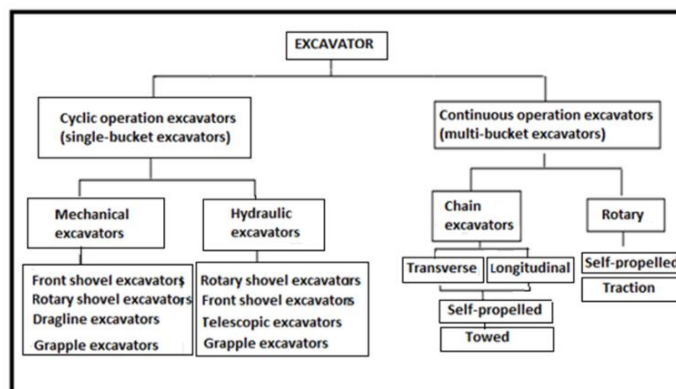 EXCAVATOR
Cyclic operation excavators
(single-bucket excavators)
Continuous operation excavators
(multi-bucket excavators)
Mechanical
excavators
Hydraulic
excavators
Chain
excavators
Rotary
Front shovel excavators
Rotary shovel excavators
Dragline excavators
Grapple excavators
Rotary shovel excavators
Front shovel excavators
Telescopic excavators
Grapple excavators
Transverse
Longitudinal
Self-propelled
Towed
Self-propelled
Traction